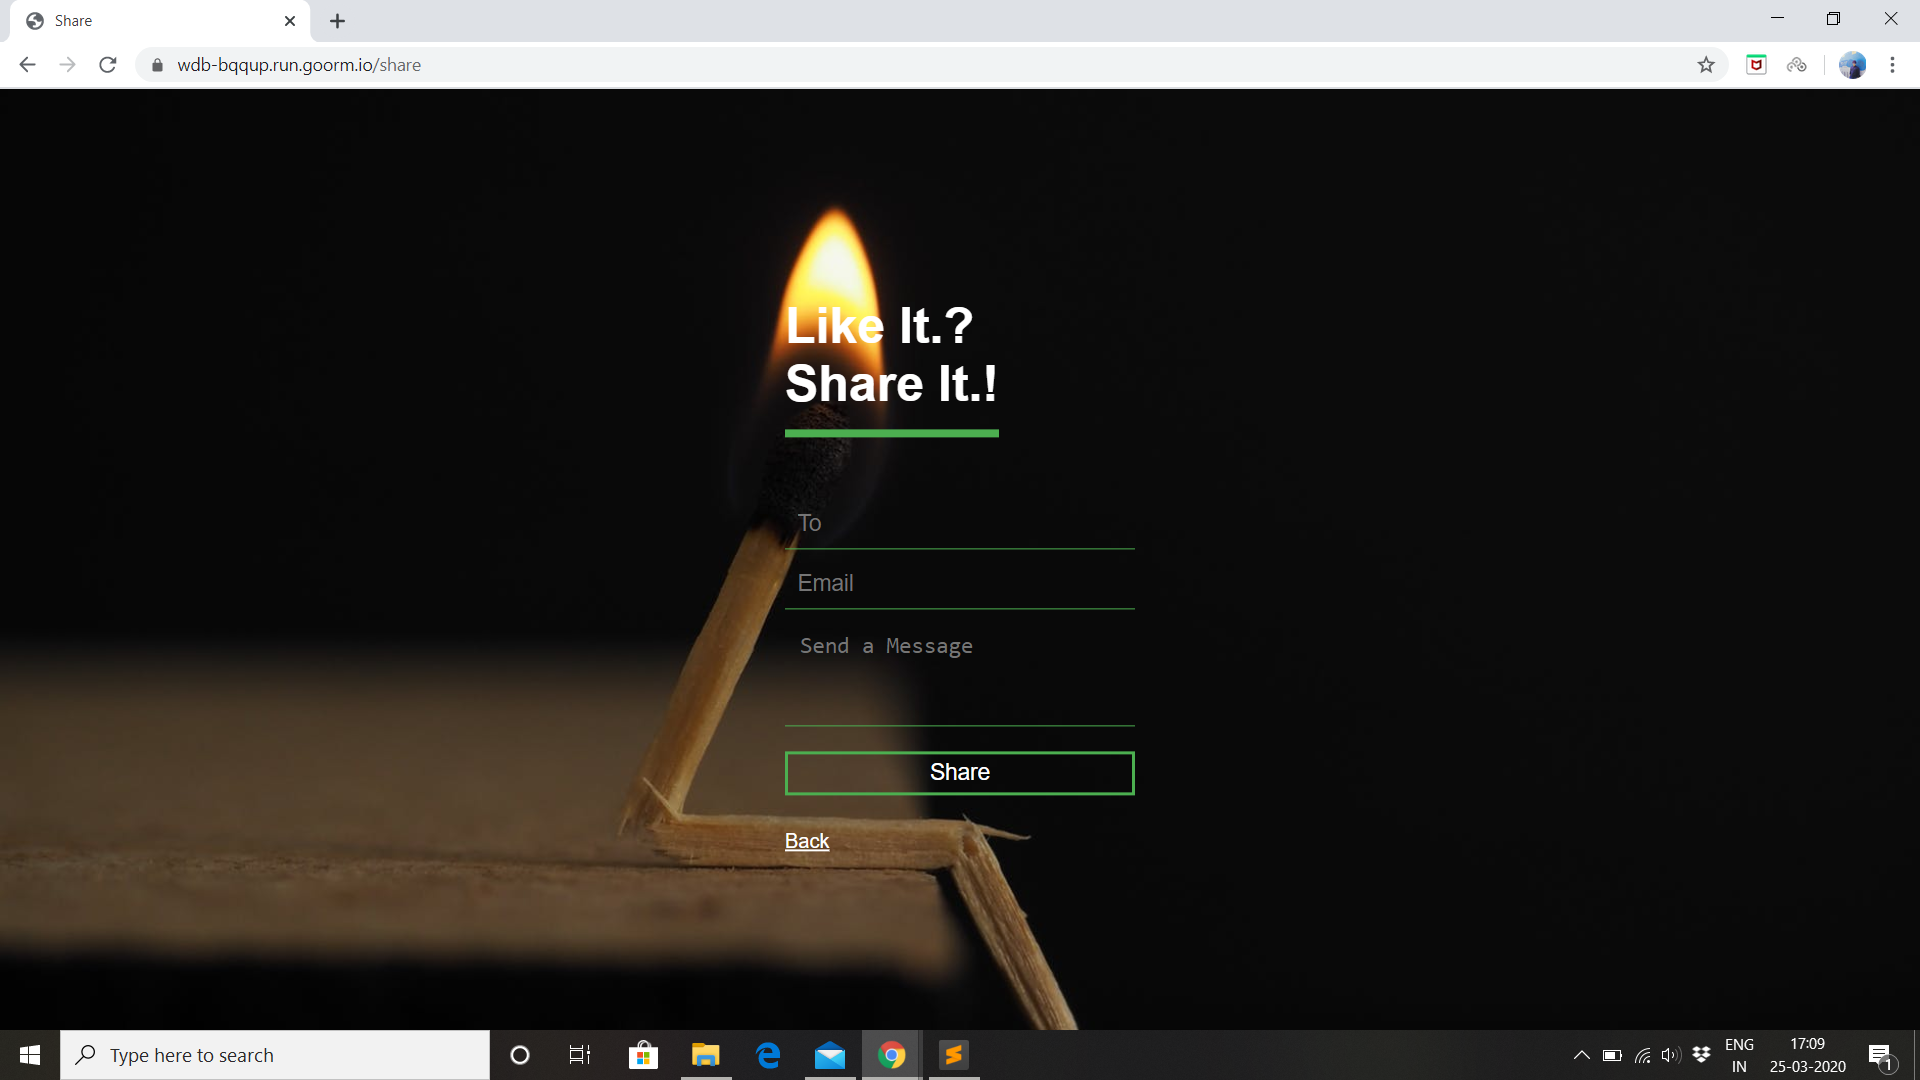 Share
wdb-bqqup.run.goorm.io/share
Like It.?
Share It.!
To
Email
Send a Message
Share
Back
Type here to search
ENG
IN
17:09
25-03-2020
1